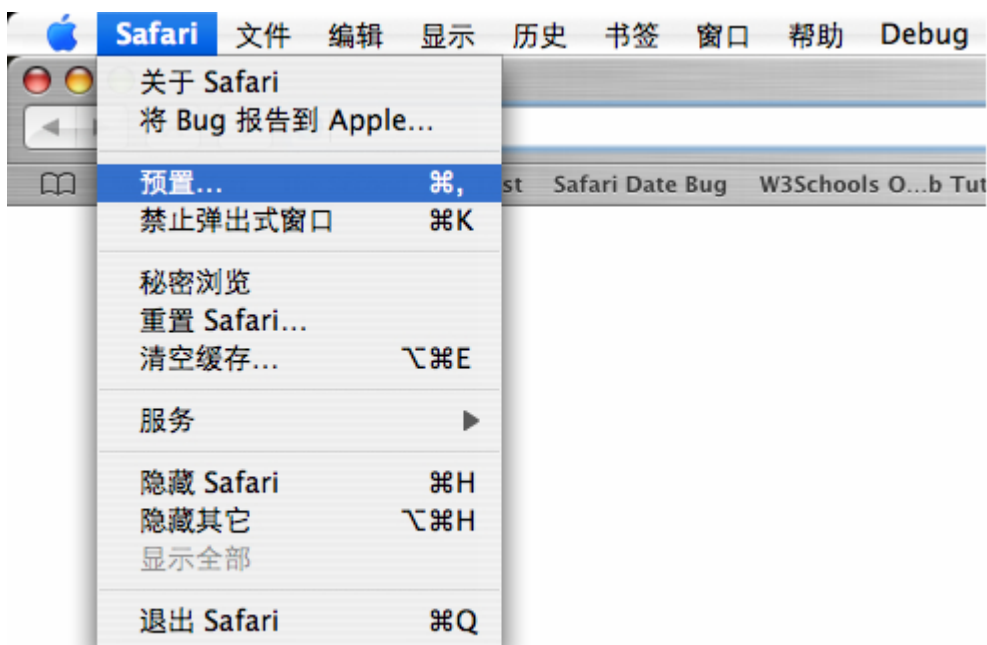 Safari 文件 编辑 显示 历史 书签 窗口 帮助 Debug
关于 Safari
将 Bug 报告到 Apple...
预置... ⌘,
st Safari Date Bug W3Schools O...b Tut
禁止弹出式窗口 ⌘K
秘密浏览
重置 Safari...
清空缓存... ⌥⌘E
服务 ▶
隐藏 Safari ⌘H
隐藏其它 ⌥⌘H
显示全部
退出 Safari ⌘Q